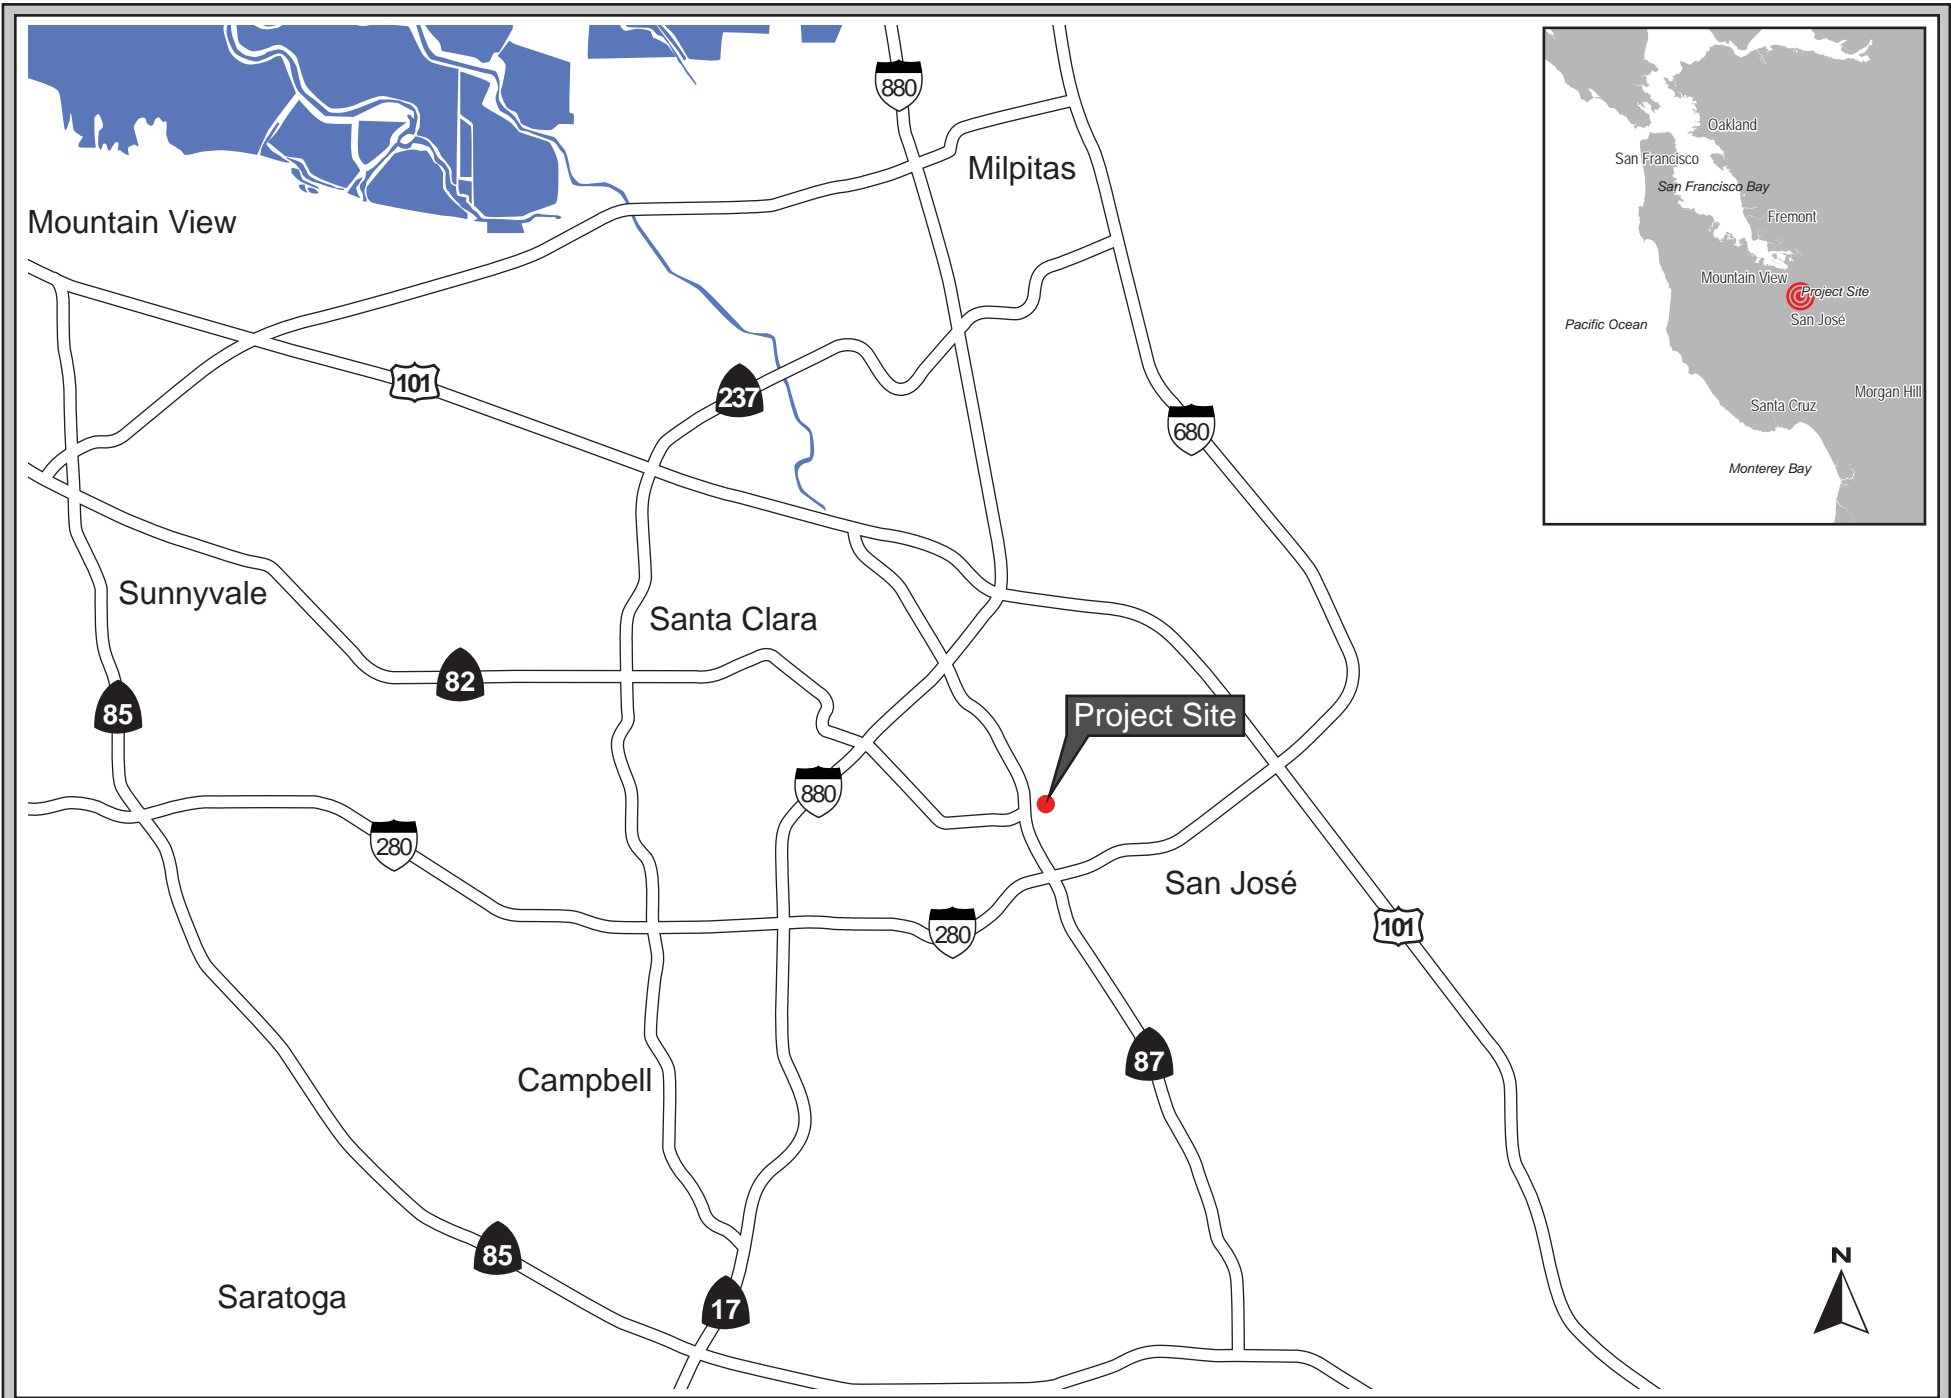 880
Milpitas
Mountain View
101
237
680
Sunnyvale
Santa Clara
82
85
Project Site
880
280
San José
280
101
87
Campbell
85
Saratoga
17
N
Oakland
San Francisco
San Francisco Bay
Fremont
Mountain View
Project Site
San José
Pacific Ocean
Morgan Hill
Santa Cruz
Monterey Bay